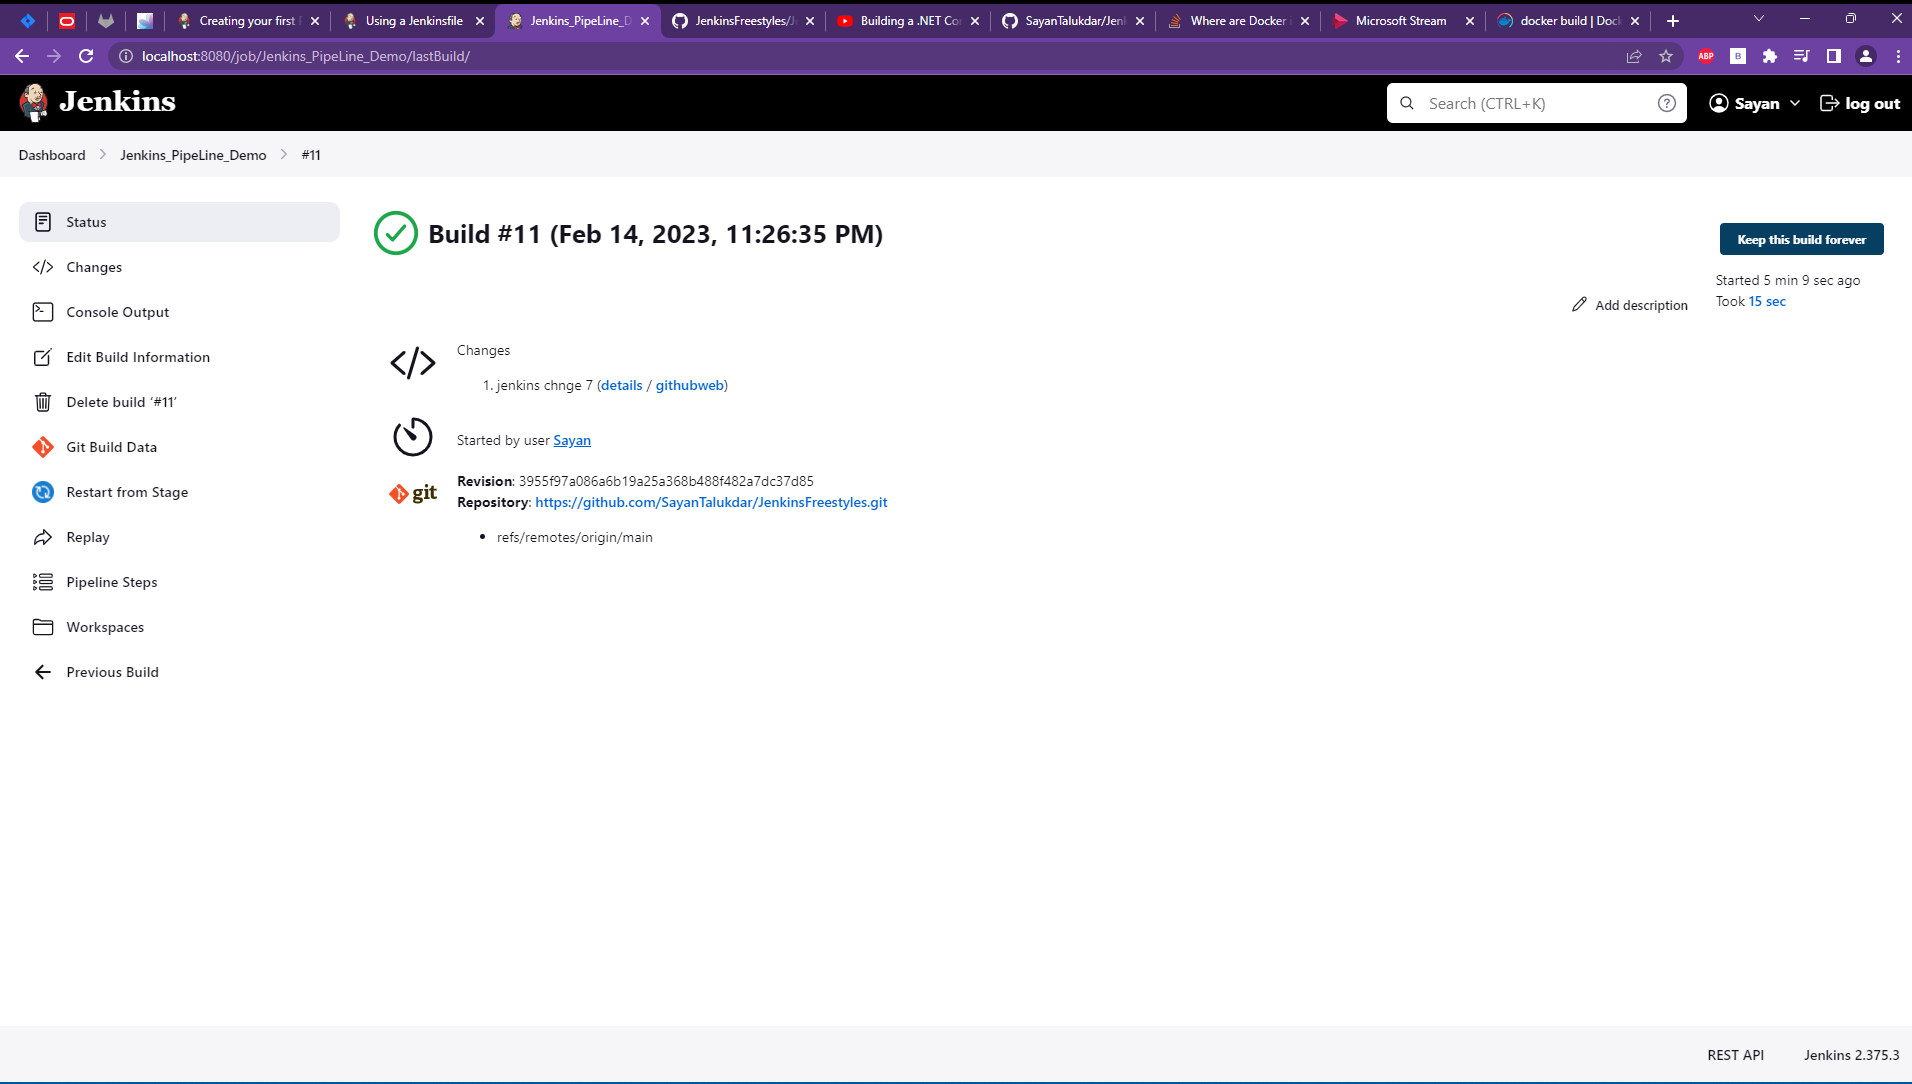 Creating your first
Using a Jenkinsfile
Jenkins_PipeLine_D
JenkinsFreestyles/J
Building a .NET Co
SayanTalukdar/Jenk
Where are Docker i
Microsoft Stream
docker build | Doc
localhost:8080/job/Jenkins_PipeLine_Demo/lastBuild/
ABP
B
Jenkins
Search (CTRL+K)
Sayan
log out
Dashboard
Jenkins_PipeLine_Demo
#11
Status
Changes
Console Output
Edit Build Information
Delete build ‘#11’
Git Build Data
Restart from Stage
Replay
Pipeline Steps
Workspaces
Previous Build
Build #11 (Feb 14, 2023, 11:26:35 PM)
Keep this build forever
Started 5 min 9 sec ago
Took 15 sec
Add description
Changes
1. jenkins chnge 7 (details / githubweb)
Started by user Sayan
git
Revision: 3955f97a086a6b19a25a368b488f482a7dc37d85
Repository: https://github.com/SayanTalukdar/JenkinsFreestyles.git
refs/remotes/origin/main
REST API
Jenkins 2.375.3